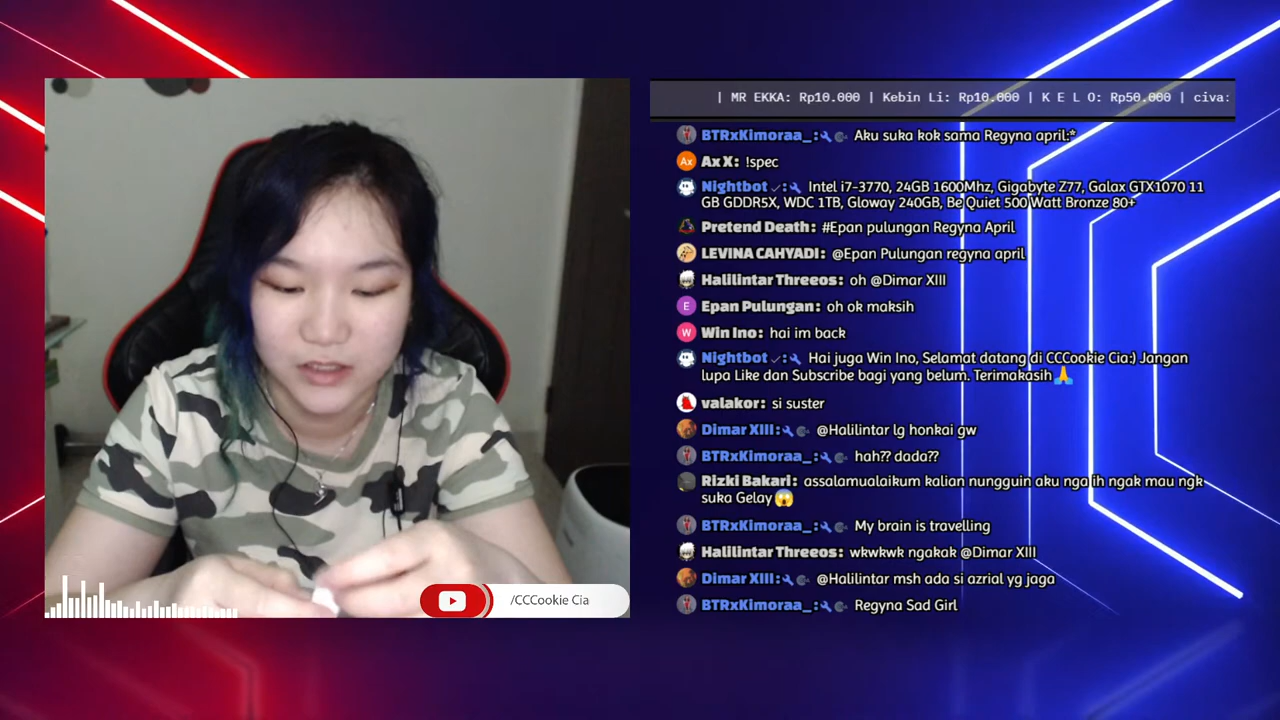 | MR EKKA: Rp10.000 | Kebin Li: Rp10.000 | K E L O: Rp50.000 | civa:
BTRxKimoraa_: Aku suka kok sama Regyna april:*
Ax Ax X: !spec
Nightbot: Intel i7-3770, 24GB 1600Mhz, Gigabyte Z77, Galax GTX1070 11
GB GDDR5X, WDC 1TB, Gloway 240GB, Be Quiet 500 Watt Bronze 80+
Pretend Death: #Epan pulungan Regyna April
LEVINA CAHYADI: @Epan Pulungan regyna april
Halilintar Threeos: oh @Dimar XIII
E Epan Pulungan: oh ok maksih
W Win Ino: hai im back
Nightbot: Hai juga Win Ino, Selamat datang di CCCookie Cia:) Jangan
lupa Like dan Subscribe bagi yang belum. Terimakasih🙏
valakor: si suster
Dimar XIII: @Halilintar lg honkai gw
BTRxKimoraa_: hah?? dada??
Rizki Bakari: assalamualaikum kalian nungguin aku nga ih ngak mau ngk
suka Gelay😱
BTRxKimoraa_: My brain is travelling
Halilintar Threeos: wkwkwk ngakak @Dimar XIII
Dimar XIII: @Halilintar msh ada si azrial yg jaga
BTRxKimoraa_: Regyna Sad Girl
/CCCookie Cia